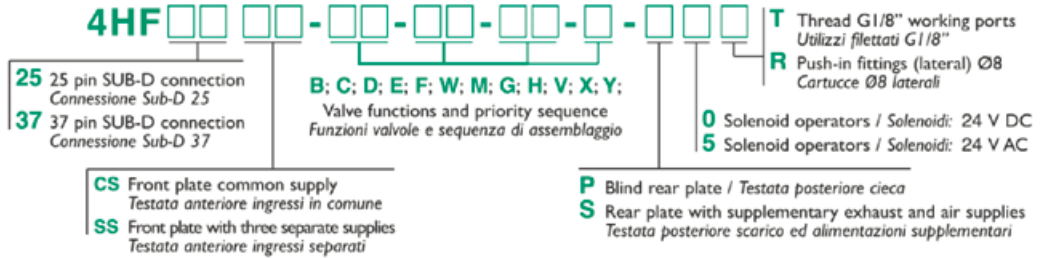 4HF - - - -
T Thread G1/8" working ports
Utilizzi filettati G1/8"
R Push-in fittings (lateral) Ø8
Cartucce Ø8 laterali
25 25 pin SUB-D connection
Connessione Sub-D 25
37 37 pin SUB-D connection
Connessione Sub-D 37
B; C; D; E; F; W; M; G; H; V; X; Y;
Valve functions and priority sequence
Funzioni valvole e sequenza di assemblaggio
0 Solenoid operators / Solenoidi: 24 V DC
5 Solenoid operators / Solenoidi: 24 V AC
CS Front plate common supply
Testata anteriore ingressi in comune
SS Front plate with three separate supplies
Testata anteriore ingressi separati
P Blind rear plate / Testata posteriore cieca
S Rear plate with supplementary exhaust and air supplies
Testata posteriore scarico ed alimentazioni supplementari